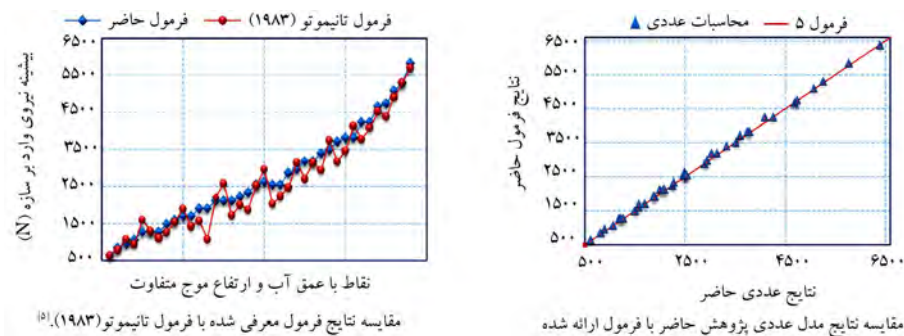 فرمول حاضر
فرمول تانیموتو (۱۹۸۳)
بیشینه نیروی وارد بر سازه (N)
۶۵۰۰
۵۵۰۰
۴۵۰۰
۳۵۰۰
۲۵۰۰
۱۵۰۰
۵۰۰
نقاط با عمق آب و ارتفاع موج متفاوت
مقایسه نتایج فرمول معرفی شده با فرمول تانیموتو(۱۹۸۳).[۵]
فرمول ۵
محاسبات عددی
نتایج فرمول حاضر
۶۵۰۰
۵۵۰۰
۴۵۰۰
۳۵۰۰
۲۵۰۰
۱۵۰۰
۵۰۰
۵۰۰ ۲۵۰۰ ۴۵۰۰ ۶۵۰۰
نتایج عددی حاضر
مقایسه نتایج مدل عددی پژوهش حاضر با فرمول ارائه شده